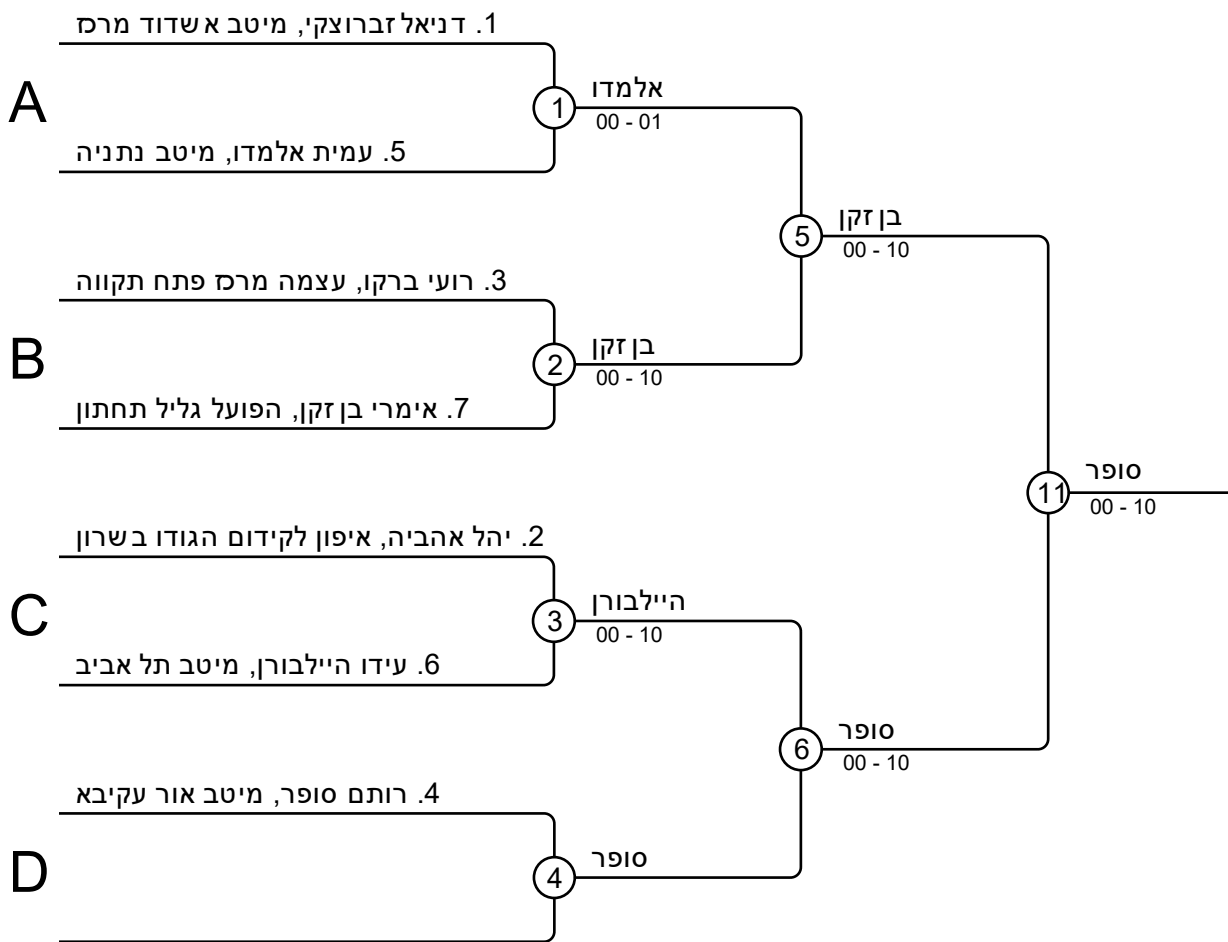 1. דניאל זברוצקי, מיטב אשדוד מרכז
A
1
אלמדו
00 - 01
5. עמית אלמדו, מיטב נתניה
5
בן זקן
00 - 10
3. רועי ברקו, עצמה מרכז פתח תקווה
B
2
בן זקן
00 - 10
7. אימרי בן זקן, הפועל גליל תחתון
11
סופר
00 - 10
2. יהל אהביה, איפון לקידום הגודו בשרון
C
3
היילבורן
00 - 10
6. עידו היילבורן, מיטב תל אביב
6
סופר
00 - 10
4. רותם סופר, מיטב אור עקיבא
D
4
סופר